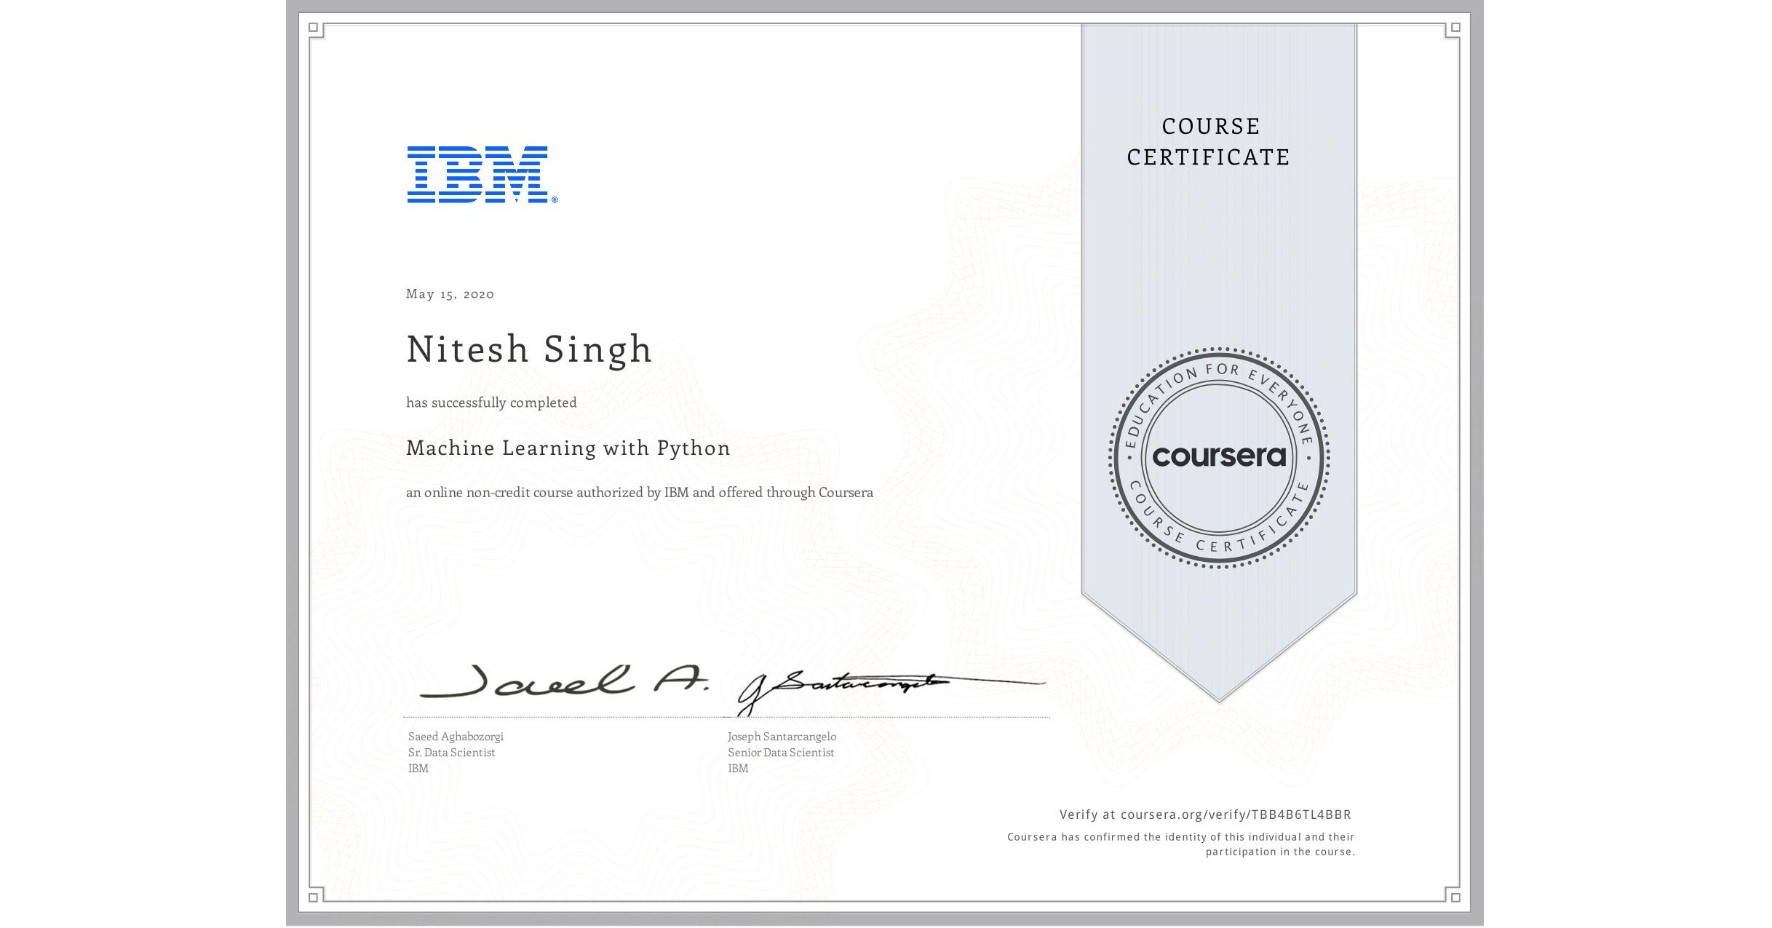 COURSE
CERTIFICATE
IBM®
May 15, 2020
Nitesh Singh
has successfully completed
Machine Learning with Python
an online non-credit course authorized by IBM and offered through Coursera
EDUCATION FOR EVERYONE
coursera
COURSE CERTIFICATE
Saeed A.
J Santarcangelo
Saeed Aghabozorgi
Sr. Data Scientist
IBM
Joseph Santarcangelo
Senior Data Scientist
IBM
Verify at coursera.org/verify/TBB4B6TL4BBR
Coursera has confirmed the identity of this individual and their
participation in the course.